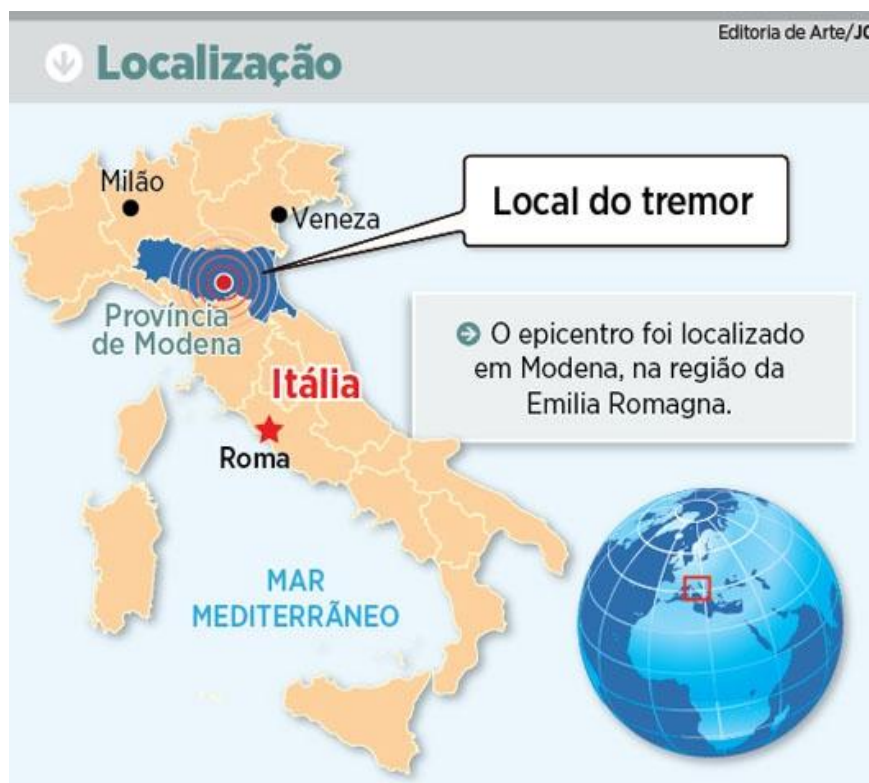 Editoria de Arte/JC
Localização
Milão
Veneza
Local do tremor
Província
de Modena
O epicentro foi localizado
em Modena, na região da
Emilia Romagna.
Itália
Roma
MAR
MEDITERRÂNEO